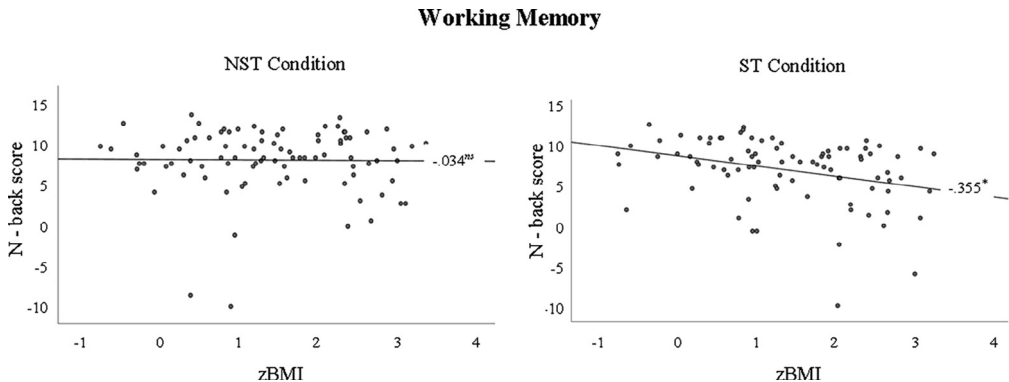 Working Memory
NST Condition
N - back score
15
10
5
0
-5
-10
-.034ns
-1 0 1 2 3 4
zBMI
ST Condition
N - back score
15
10
5
0
-5
-10
-.355*
-1 0 1 2 3 4
zBMI